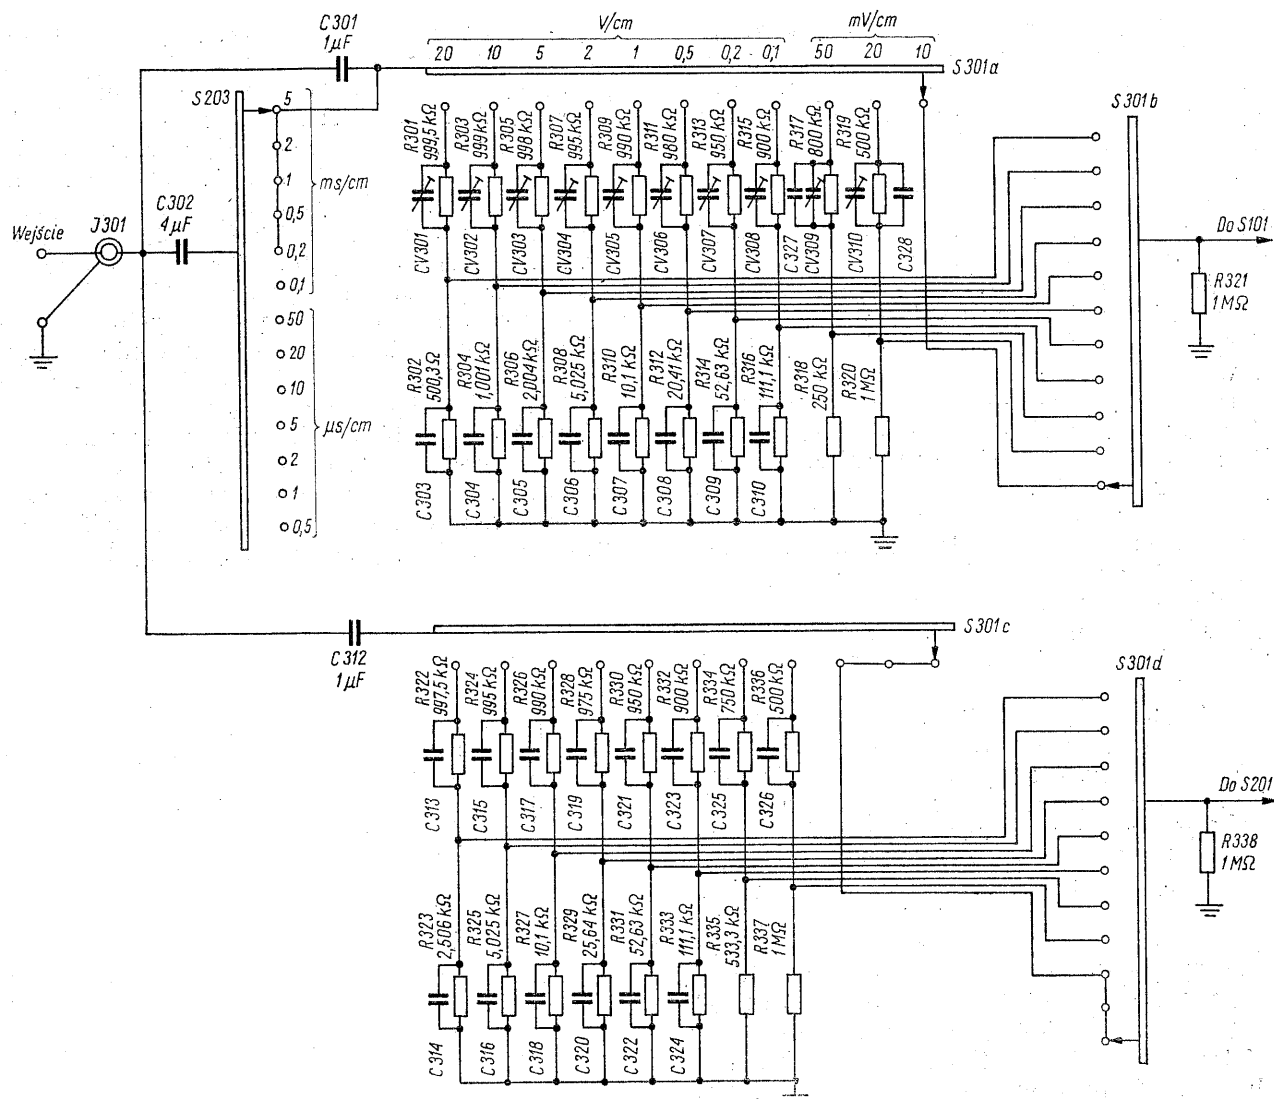 C301
1µF
V/cm
mV/cm
20 10 5 2 1 0,5 0,2 0,1 50 20 10
S301a
S203
5
2
1
0,5
0,2
0,1
ms/cm
50
20
10
5
2
1
0,5
µs/cm
Wejście
J301
C302
4µF
R301
999,5 kΩ
R303
999 kΩ
R305
998 kΩ
R307
995 kΩ
R309
990 kΩ
R311
980 kΩ
R313
950 kΩ
R315
900 kΩ
R317
800 kΩ
R319
500 kΩ
CV301
CV302
CV303
CV304
CV305
CV306
CV307
CV308
C327
CV309
CV310
C328
R302
500,3Ω
R304
1,001 kΩ
R306
2,004 kΩ
R308
5,025 kΩ
R310
10,1 kΩ
R312
20,41 kΩ
R314
52,63 kΩ
R316
111,1 kΩ
R318
250 kΩ
R320
1 MΩ
C303
C304
C305
C306
C307
C308
C309
C310
S301b
Do S101
R321
1 MΩ
C312
1µF
S301c
R322
997,5 kΩ
R324
995 kΩ
R326
990 kΩ
R328
975 kΩ
R330
950 kΩ
R332
900 kΩ
R334
750 kΩ
R336
500 kΩ
C313
C315
C317
C319
C321
C323
C325
C326
R323
2,506 kΩ
R325
5,025 kΩ
R327
10,1 kΩ
R329
25,64 kΩ
R331
52,63 kΩ
R333
111,1 kΩ
R335
533,3 kΩ
R337
1 MΩ
C314
C316
C318
C320
C322
C324
S301d
Do S201
R338
1 MΩ